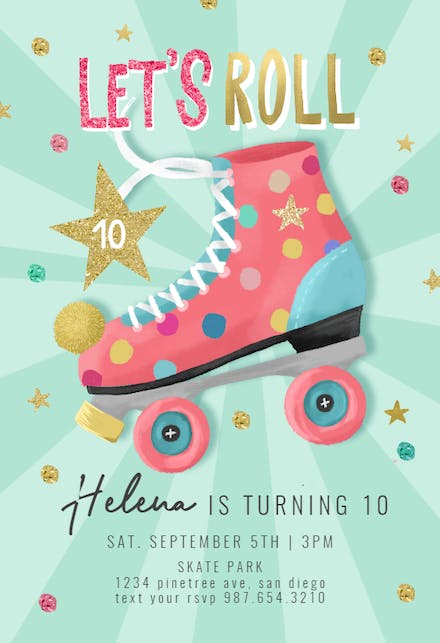 LET'S ROLL
10
Helena IS TURNING 10
SAT. SEPTEMBER 5TH | 3PM
SKATE PARK
1234 pinetree ave, san diego
text your rsvp 987.654.3210